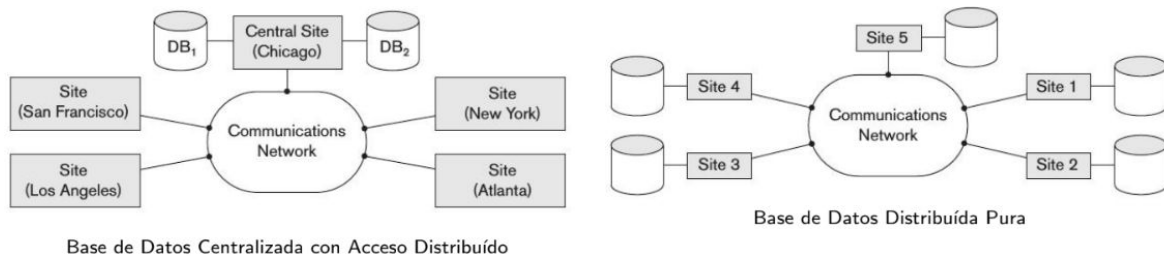 DB₁
Central Site
(Chicago)
DB₂
Site
(San Francisco)
Site
(New York)
Communications
Network
Site
(Los Angeles)
Site
(Atlanta)
Base de Datos Centralizada con Acceso Distribuído
Site 5
Site 4
Site 1
Communications
Network
Site 3
Site 2
Base de Datos Distribuída Pura